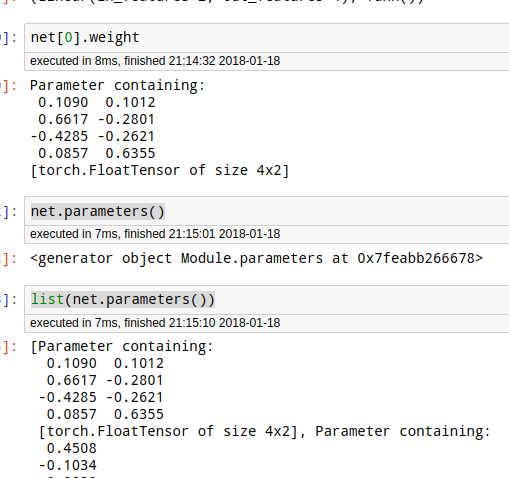 net[0].weight
executed in 8ms, finished 21:14:32 2018-01-18
]: Parameter containing:
0.1090 0.1012
0.6617 -0.2801
-0.4285 -0.2621
0.0857 0.6355
[torch.FloatTensor of size 4x2]
]: net.parameters()
executed in 7ms, finished 21:15:01 2018-01-18
]: <generator object Module.parameters at 0x7feabb266678>
]: list(net.parameters())
executed in 7ms, finished 21:15:10 2018-01-18
]: [Parameter containing:
0.1090 0.1012
0.6617 -0.2801
-0.4285 -0.2621
0.0857 0.6355
[torch.FloatTensor of size 4x2], Parameter containing:
0.4508
-0.1034